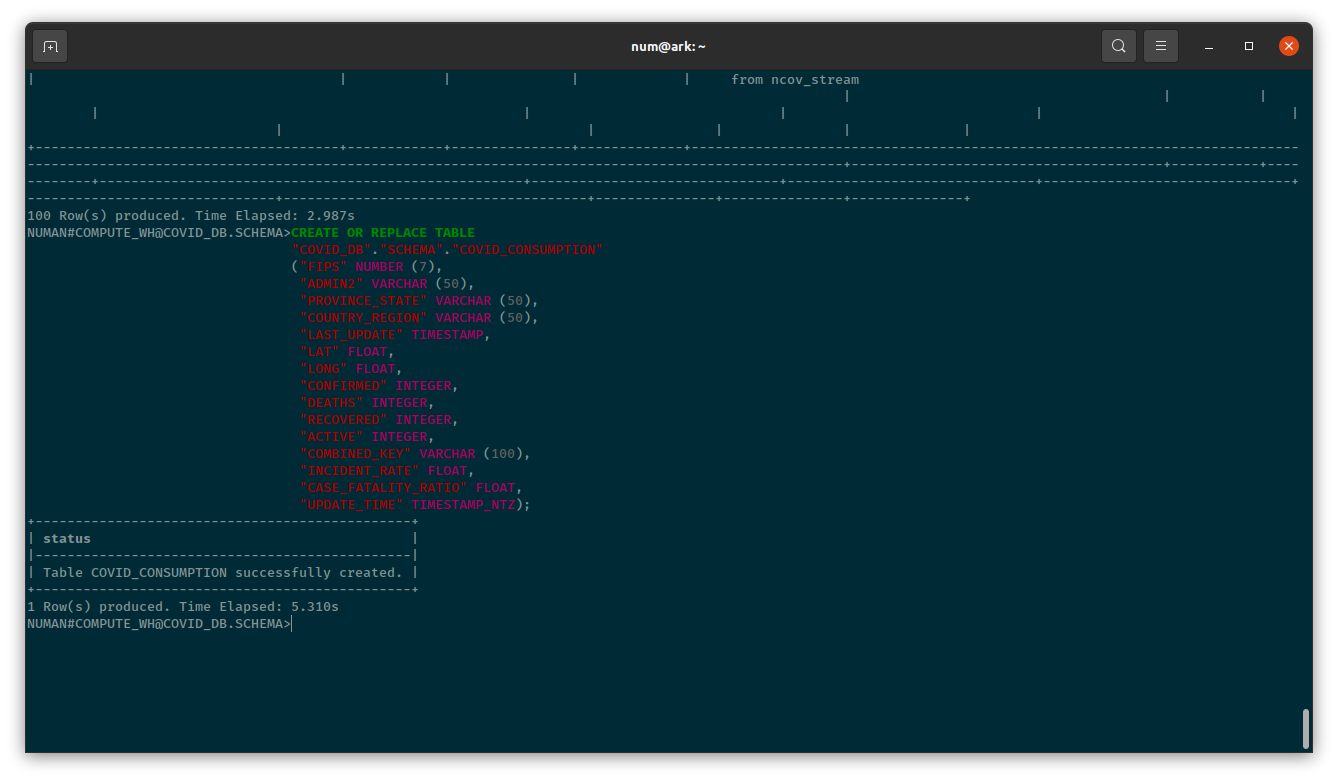 num@ark: ~
from ncov_stream
100 Row(s) produced. Time Elapsed: 2.987s
NUMAN#COMPUTE_WH@COVID_DB.SCHEMA>CREATE OR REPLACE TABLE
"COVID_DB"."SCHEMA"."COVID_CONSUMPTION"
("FIPS" NUMBER (7),
"ADMIN2" VARCHAR (50),
"PROVINCE_STATE" VARCHAR (50),
"COUNTRY_REGION" VARCHAR (50),
"LAST_UPDATE" TIMESTAMP,
"LAT" FLOAT,
"LONG" FLOAT,
"CONFIRMED" INTEGER,
"DEATHS" INTEGER,
"RECOVERED" INTEGER,
"ACTIVE" INTEGER,
"COMBINED_KEY" VARCHAR (100),
"INCIDENT_RATE" FLOAT,
"CASE_FATALITY_RATIO" FLOAT,
"UPDATE_TIME" TIMESTAMP_NTZ);
status
Table COVID_CONSUMPTION successfully created.
1 Row(s) produced. Time Elapsed: 5.310s
NUMAN#COMPUTE_WH@COVID_DB.SCHEMA>